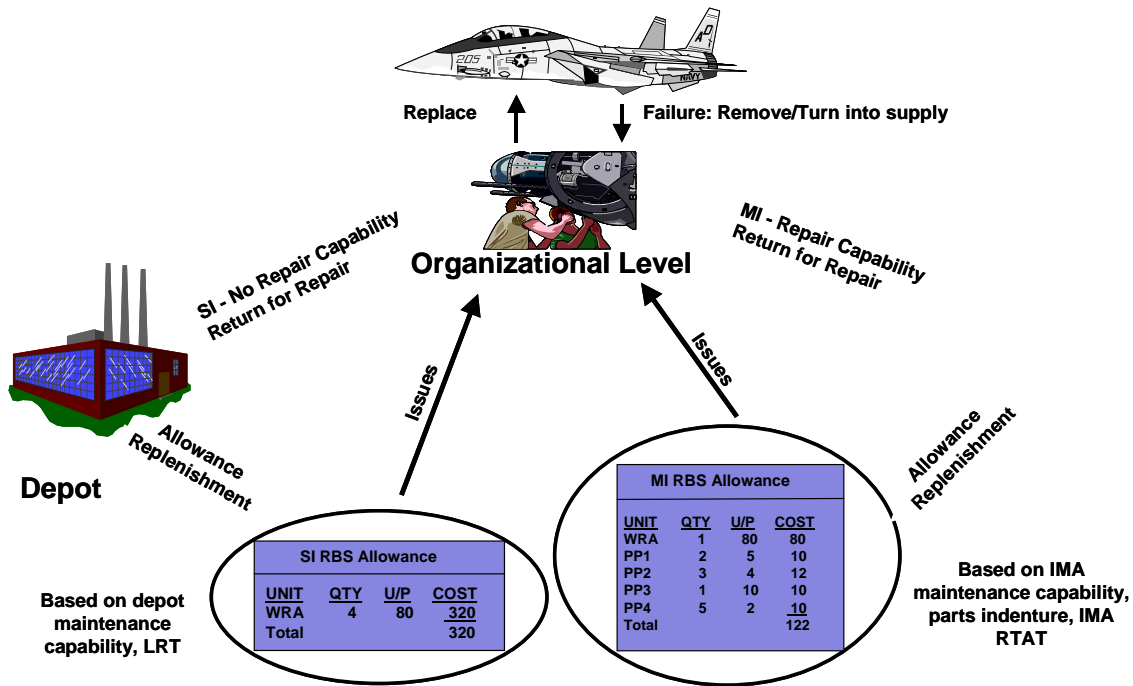 205
AD
NAVY
Replace
Failure: Remove/Turn into supply
SI - No Repair Capability
Return for Repair
MI - Repair Capability
Return for Repair
Organizational Level
Issues
Issues
Allowance
Replenishment
Allowance
Replenishment
Depot
SI RBS Allowance
UNIT QTY U/P COST
WRA 4 80 320
Total 320
MI RBS Allowance
UNIT QTY U/P COST
WRA 1 80 80
PP1 2 5 10
PP2 3 4 12
PP3 1 10 10
PP4 5 2 10
Total 122
Based on depot
maintenance
capability, LRT
Based on IMA
maintenance capability,
parts indenture, IMA
RTAT